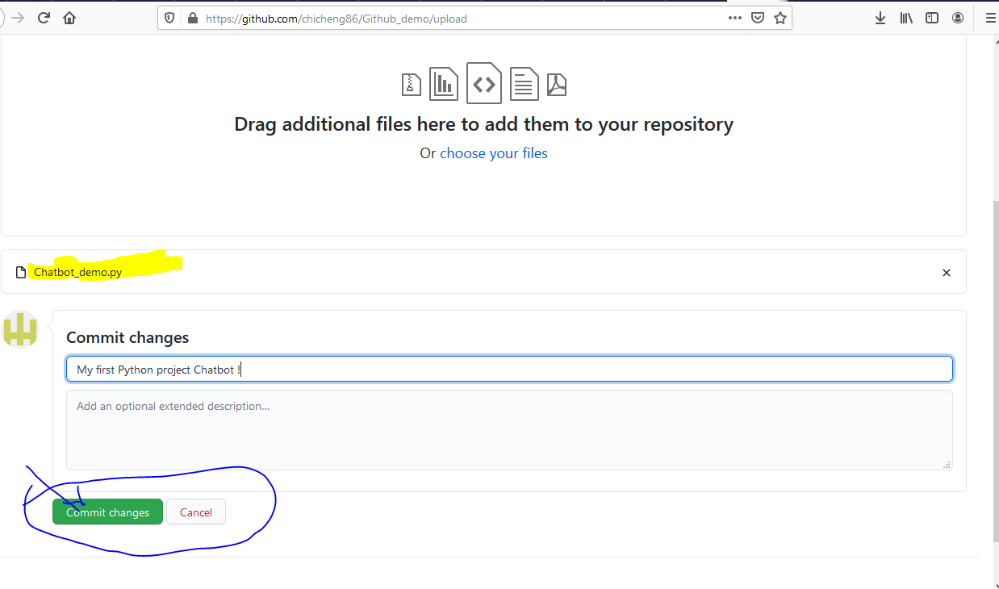 https://github.com/chicheng86/Github_demo/upload
Drag additional files here to add them to your repository
Or choose your files
Chatbot_demo.py
Commit changes
My first Python project Chatbot !
Add an optional extended description...
Commit changes
Cancel